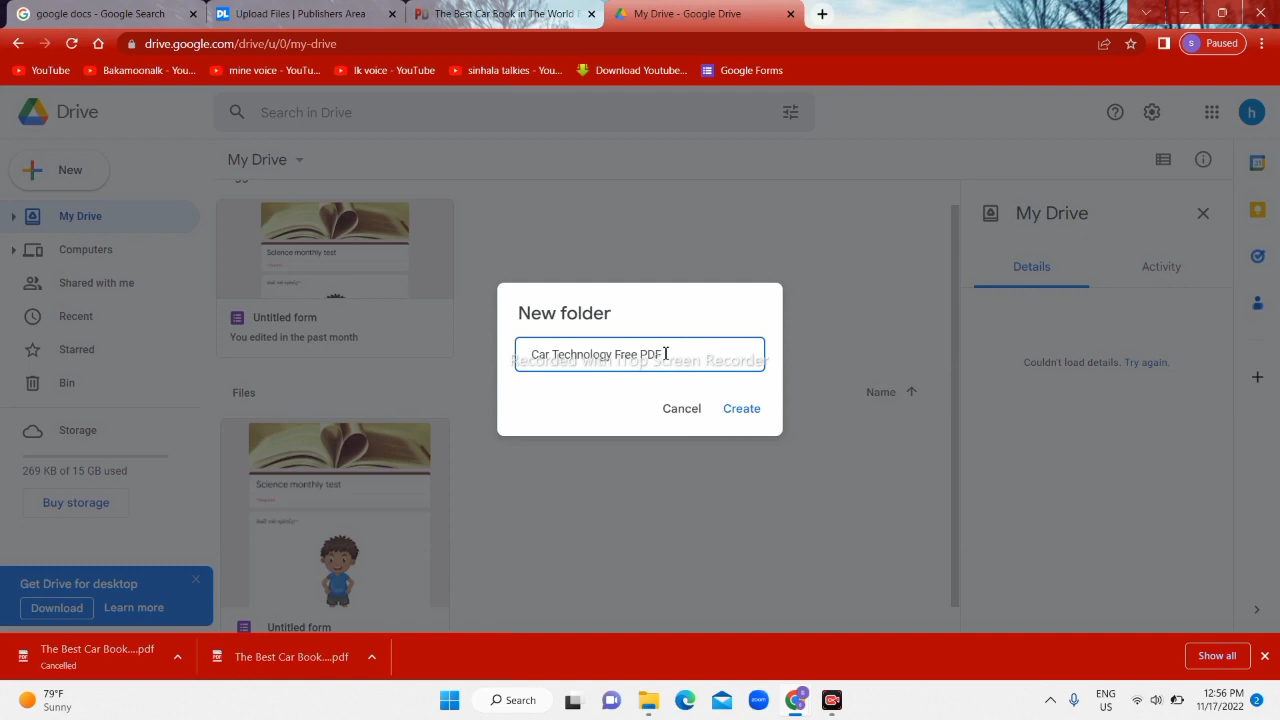 google docs - Google Search
Upload Files | Publishers Area
The Best Car Book in The World F
My Drive - Google Drive
drive.google.com/drive/u/0/my-drive
S Paused
YouTube
Bakamoonalk - You...
mine voice - YouTu...
lk voice - YouTube
sinhala talkies - You...
Download Youtube...
Google Forms
Drive
Search in Drive
h
New
My Drive
My Drive
My Drive
Computers
Shared with me
Recent
Starred
Bin
Storage
269 KB of 15 GB used
Buy storage
Science monthly test
Untitled form
You edited in the past month
Files
Name
Science monthly test
Untitled form
New folder
Car Technology Free PDF
Recorded with iTop Screen Recorder
Cancel
Create
Details
Activity
Couldn't load details. Try again.
Get Drive for desktop
Download
Learn more
The Best Car Book....pdf
Cancelled
The Best Car Book....pdf
Show all
79°F
Sunny
Search
zoom
ENG
US
12:56 PM
11/17/2022
2